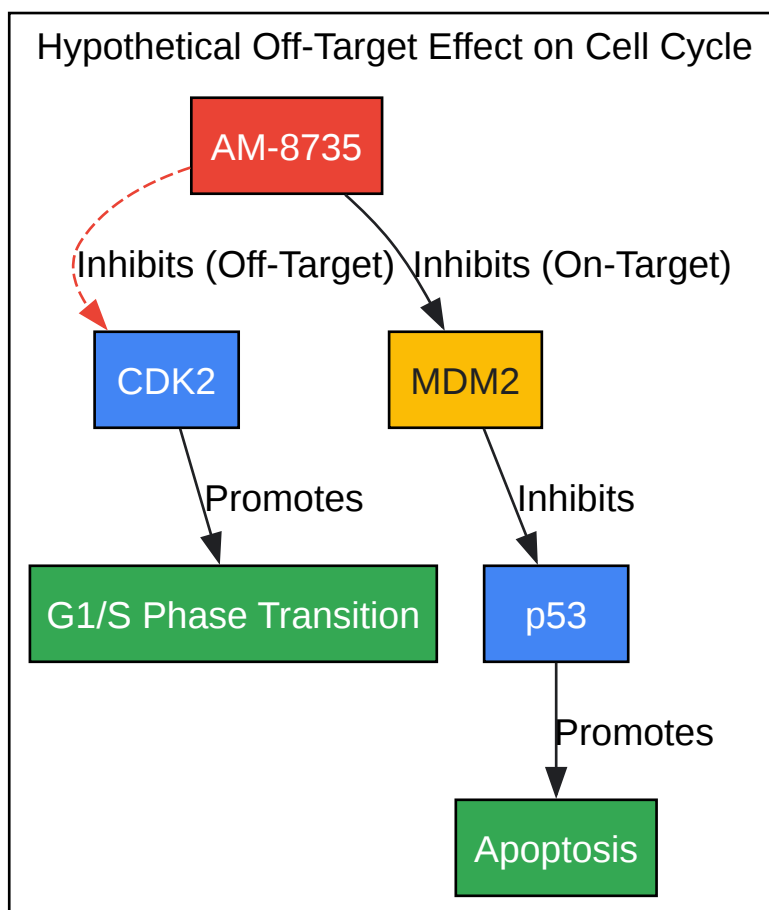 Hypothetical Off-Target Effect on Cell Cycle
AM-8735
Inhibits (Off-Target)
Inhibits (On-Target)
CDK2
MDM2
Promotes
Inhibits
G1/S Phase Transition
p53
Promotes
Apoptosis